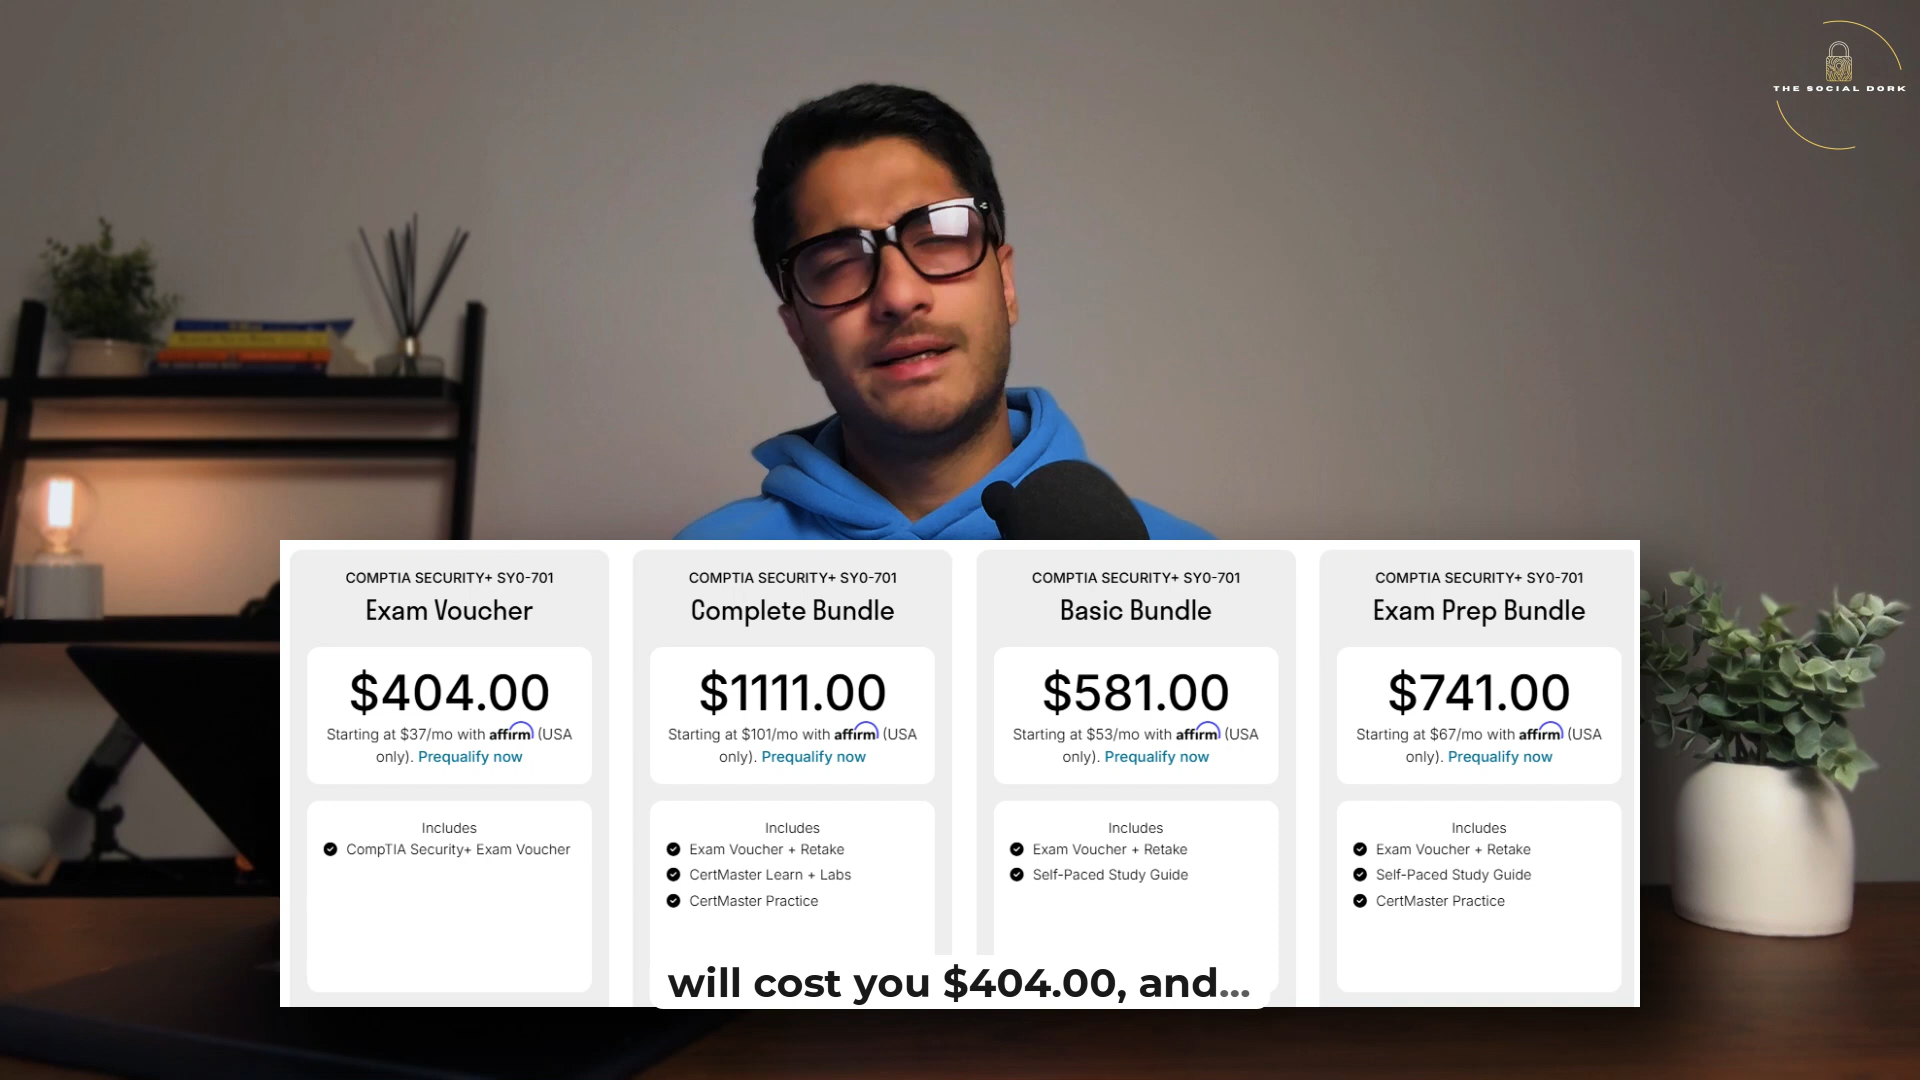 THE SOCIAL DORK
COMPTIA SECURITY+ SY0-701
Exam Voucher
$404.00
Starting at $37/mo with affirm (USA
only). Prequalify now
Includes
CompTIA Security+ Exam Voucher
COMPTIA SECURITY+ SY0-701
Complete Bundle
$1111.00
Starting at $101/mo with affirm (USA
only). Prequalify now
Includes
Exam Voucher + Retake
CertMaster Learn + Labs
CertMaster Practice
COMPTIA SECURITY+ SY0-701
Basic Bundle
$581.00
Starting at $53/mo with affirm (USA
only). Prequalify now
Includes
Exam Voucher + Retake
Self-Paced Study Guide
COMPTIA SECURITY+ SY0-701
Exam Prep Bundle
$741.00
Starting at $67/mo with affirm (USA
only). Prequalify now
Includes
Exam Voucher + Retake
Self-Paced Study Guide
CertMaster Practice
will cost you $404.00, and...